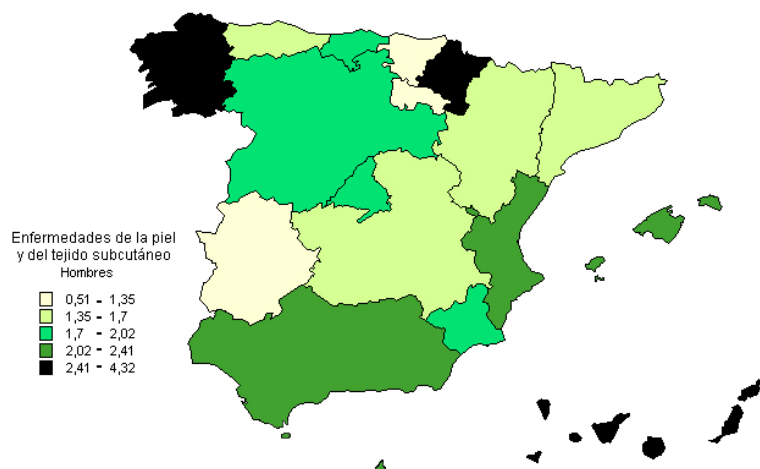 Enfermedades de la piel
y del tejido subcutáneo
Hombres
0,51 - 1,35
1,35 - 1,7
1,7 - 2,02
2,02 - 2,41
2,41 - 4,32